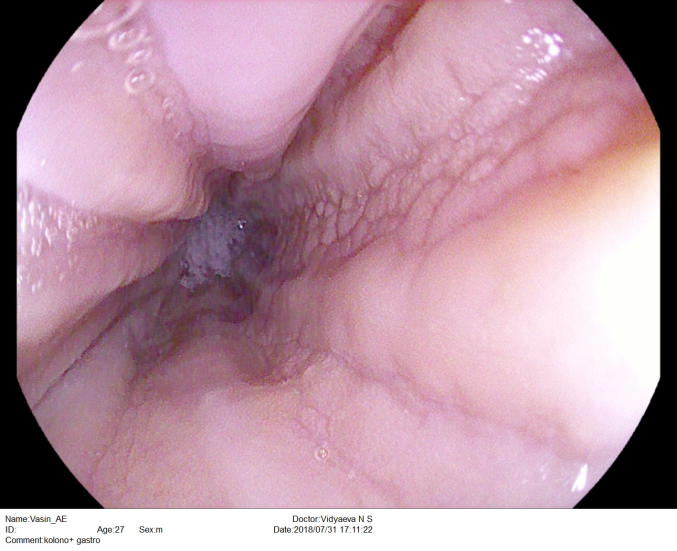 Name:Vasin_AE Doctor:Vidyaeva N S
ID: Age:27 Sex:m Date:2018/07/31 17:11:22
Comment:kolono+ gastro